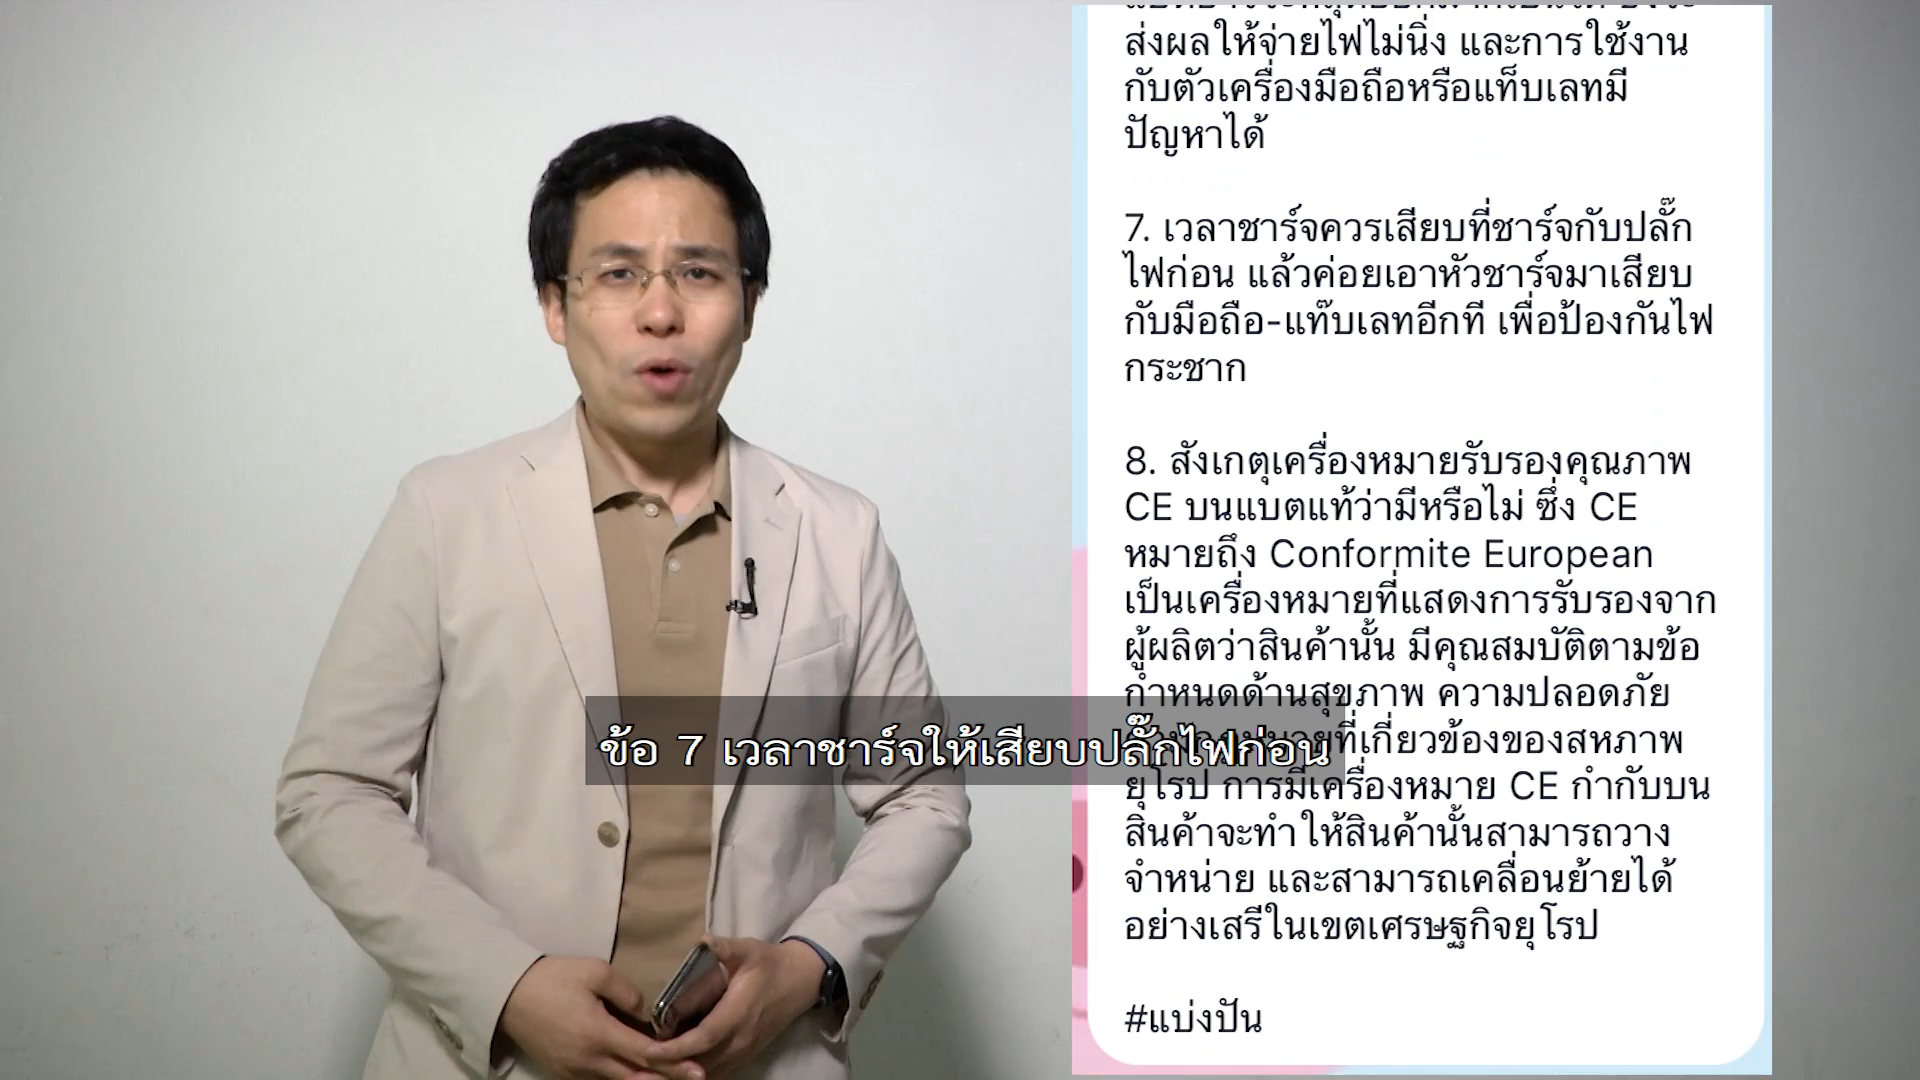 ส่งผลให้จ่ายไฟไม่นิ่ง และการใช้งาน
กับตัวเครื่องมือถือหรือแท็บเลทมี
ปัญหาได้
7. เวลาชาร์จควรเสียบที่ชาร์จกับปลั๊ก
ไฟก่อน แล้วค่อยเอาหัวชาร์จมาเสียบ
กับมือถือ-แท๊บเลทอีกที เพื่อป้องกันไฟ
กระชาก
8. สังเกตุเครื่องหมายรับรองคุณภาพ
CE บนแบตแท้ว่ามีหรือไม่ ซึ่ง CE
หมายถึง Conformite European
เป็นเครื่องหมายที่แสดงการรับรองจาก
ผู้ผลิตว่าสินค้านั้น มีคุณสมบัติตามข้อ
กำหนดด้านสุขภาพ ความปลอดภัย
ที่เกี่ยวข้องของสหภาพ
ยุโรป การมีเครื่องหมาย CE กำกับบน
สินค้าจะทำให้สินค้านั้นสามารถวาง
จำหน่าย และสามารถเคลื่อนย้ายได้
อย่างเสรีในเขตเศรษฐกิจยุโรป
#แบ่งปัน
ข้อ 7 เวลาชาร์จให้เสียบปลั๊กไฟก่อน